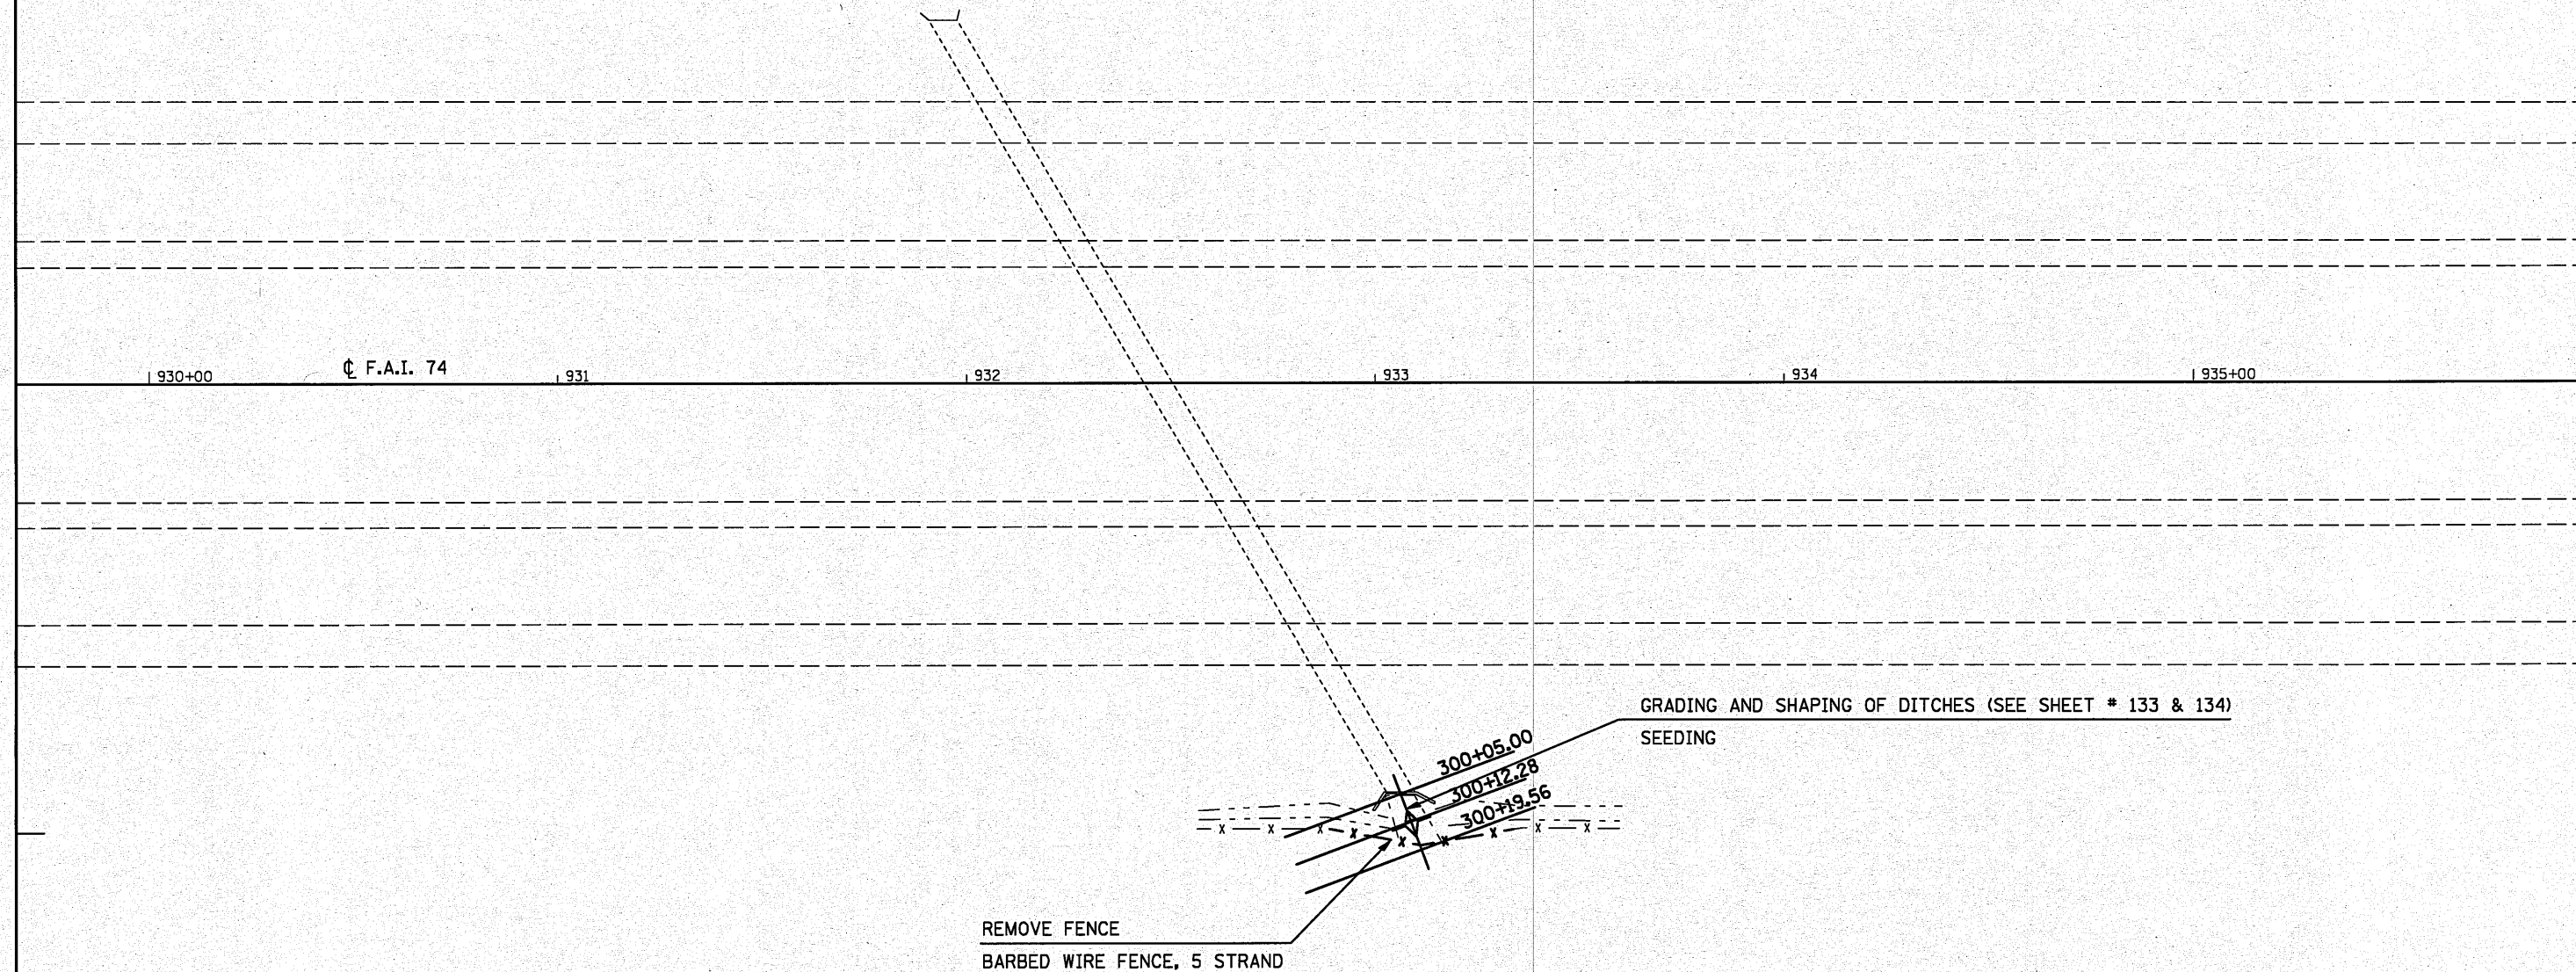 ℄ F.A.I. 74
930+00
931
932
933
934
935+00
GRADING AND SHAPING OF DITCHES (SEE SHEET # 133 & 134)
SEEDING
300+05.00
300+12.28
300+19.56
X X X X X X X X X
REMOVE FENCE
BARBED WIRE FENCE, 5 STRAND